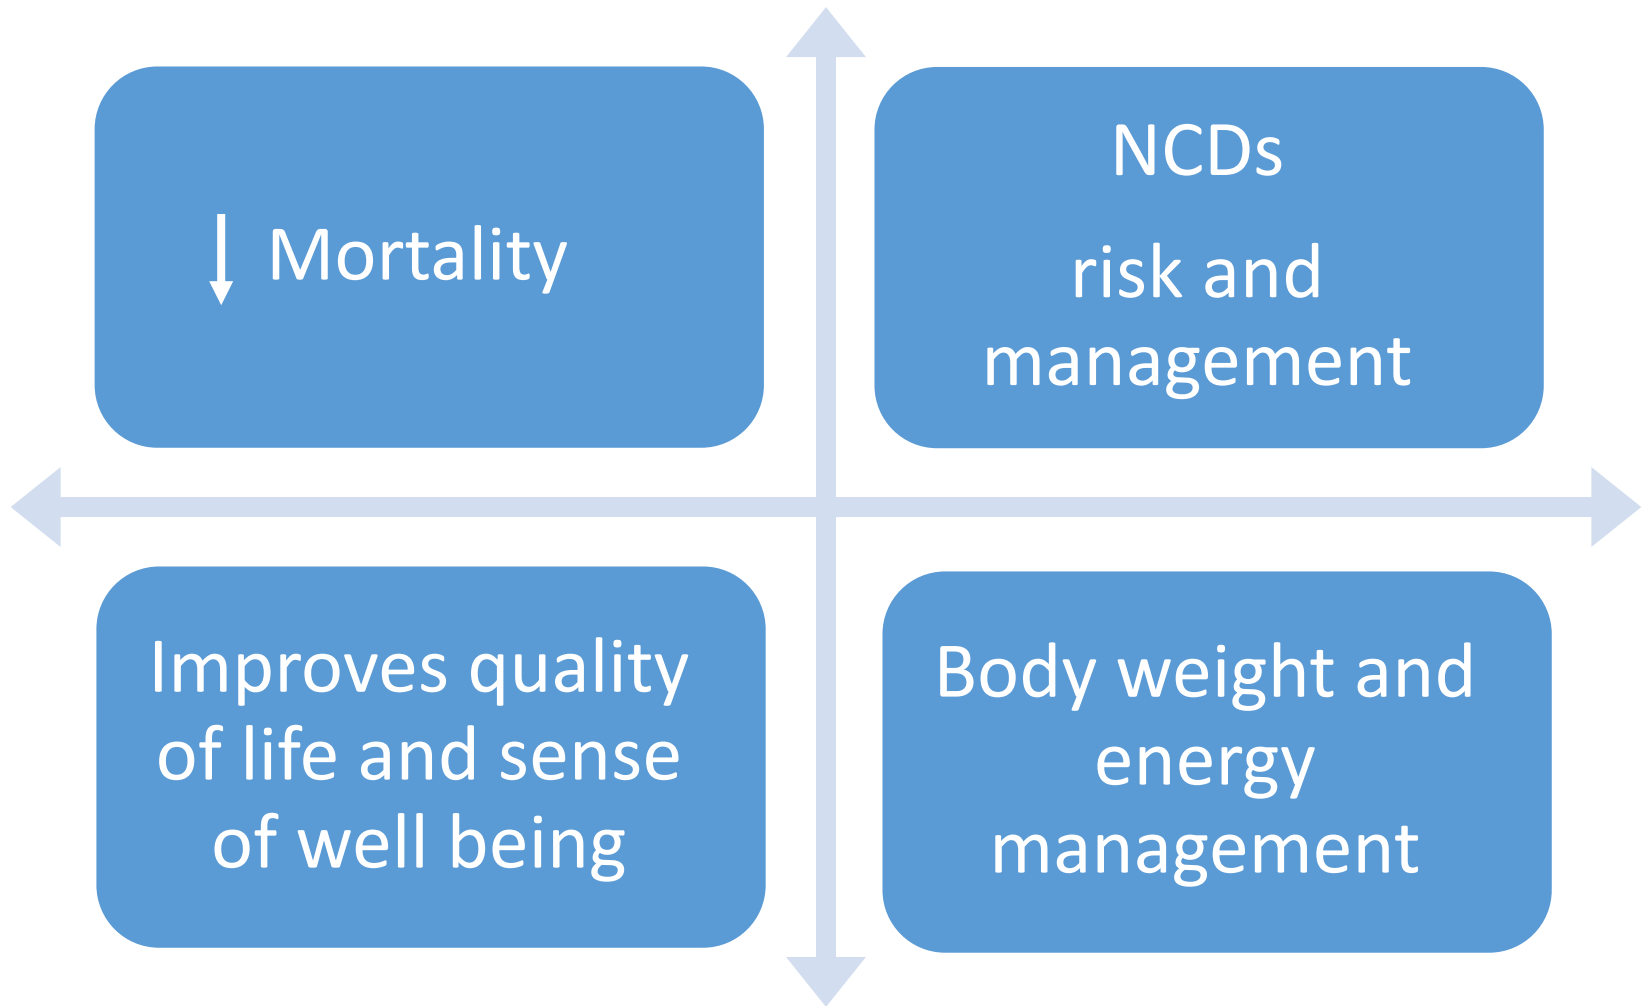 ↓ Mortality
NCDs
risk and
management
Improves quality
of life and sense
of well being
Body weight and
energy
management